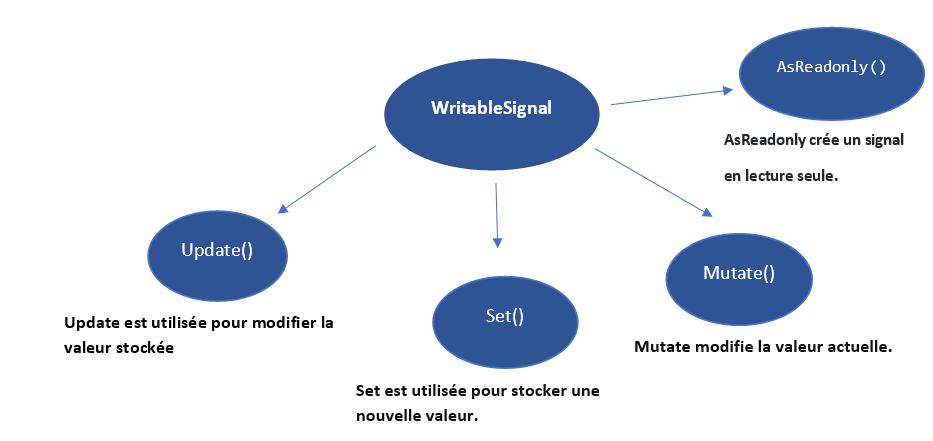 WritableSignal
AsReadonly()
AsReadonly crée un signal
en lecture seule.
Update()
Update est utilisée pour modifier la
valeur stockée
Set()
Set est utilisée pour stocker une
nouvelle valeur.
Mutate()
Mutate modifie la valeur actuelle.